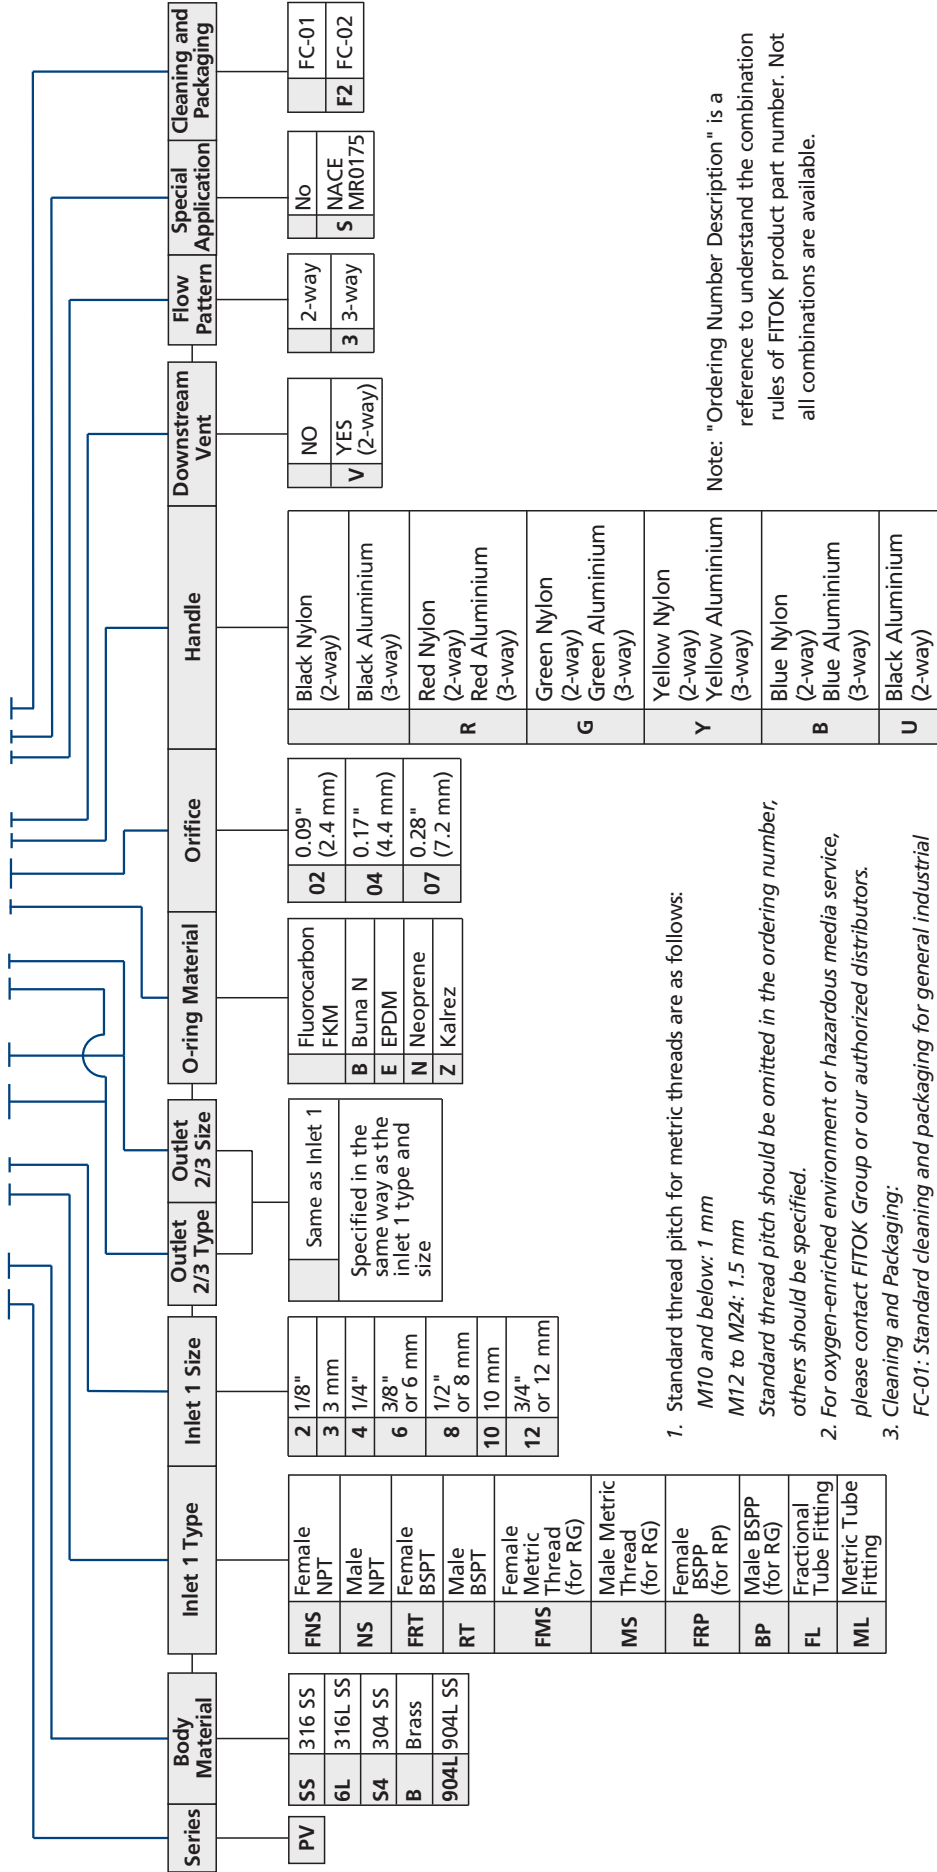 Series
Body
Material
Inlet 1 Type
Inlet 1 Size
Outlet
2/3 Type
Outlet
2/3 Size
O-ring Material
Orifice
Handle
Downstream
Vent
Flow
Pattern
Special
Application
Cleaning and
Packaging
PV
SS 316 SS
6L 316L SS
S4 304 SS
B Brass
904L 904L SS
FNS Female
NPT
NS Male
NPT
FRT Female
BSPT
RT Male
BSPT
FMS Female
Metric
Thread
(for RG)
MS Male Metric
Thread
(for RG)
FRP Female
BSPP
(for RP)
BP Male BSPP
(for RG)
FL Fractional
Tube Fitting
ML Metric Tube
Fitting
2 1/8"
3 3 mm
4 1/4"
6 3/8"
or 6 mm
8 1/2"
or 8 mm
10 10 mm
12 3/4"
or 12 mm
Same as Inlet 1
Specified in the
same way as the
inlet 1 type and
size
Fluorocarbon
FKM
B Buna N
E EPDM
N Neoprene
Z Kalrez
02 0.09"
(2.4 mm)
04 0.17"
(4.4 mm)
07 0.28"
(7.2 mm)
Black Nylon
(2-way)
Black Aluminium
(3-way)
R Red Nylon
(2-way)
Red Aluminium
(3-way)
G Green Nylon
(2-way)
Green Aluminium
(3-way)
Y Yellow Nylon
(2-way)
Yellow Aluminium
(3-way)
B Blue Nylon
(2-way)
Blue Aluminium
(3-way)
U Black Aluminium
(2-way)
NO
V YES
(2-way)
2-way
3 3-way
No
S NACE
MR0175
FC-01
F2 FC-02
1. Standard thread pitch for metric threads are as follows:
M10 and below: 1 mm
M12 to M24: 1.5 mm
Standard thread pitch should be omitted in the ordering number,
others should be specified.
2. For oxygen-enriched environment or hazardous media service,
please contact FITOK Group or our authorized distributors.
3. Cleaning and Packaging:
FC-01: Standard cleaning and packaging for general industrial
Note: "Ordering Number Description" is a
reference to understand the combination
rules of FITOK product part number. Not
all combinations are available.